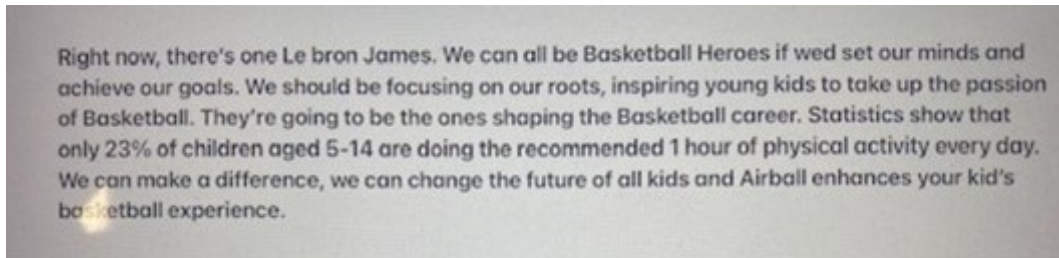 Right now, there's one Le bron James. We can all be Basketball Heroes if wed set our minds and
achieve our goals. We should be focusing on our roots, inspiring young kids to take up the passion
of Basketball. They're going to be the ones shaping the Basketball career. Statistics show that
only 23% of children aged 5-14 are doing the recommended 1 hour of physical activity every day.
We can make a difference, we can change the future of all kids and Airball enhances your kid's
basketball experience.